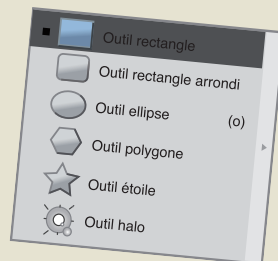 Outil rectangle
Outil rectangle arrondi
Outil ellipse (o)
Outil polygone
Outil étoile
Outil halo